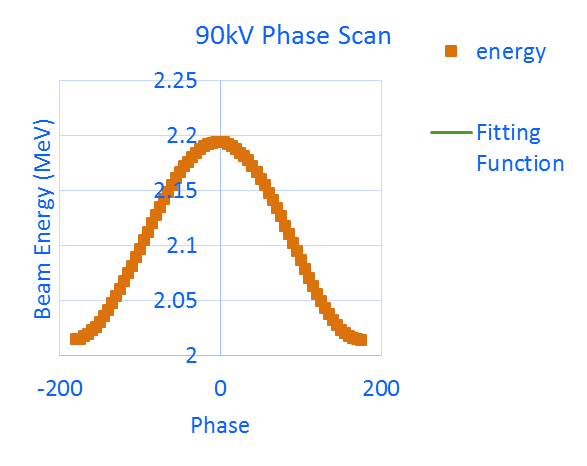 90kV Phase Scan
energy
Fitting
Function
Beam Energy (MeV)
2.25
2.2
2.15
2.1
2.05
2
-200
0
200
Phase